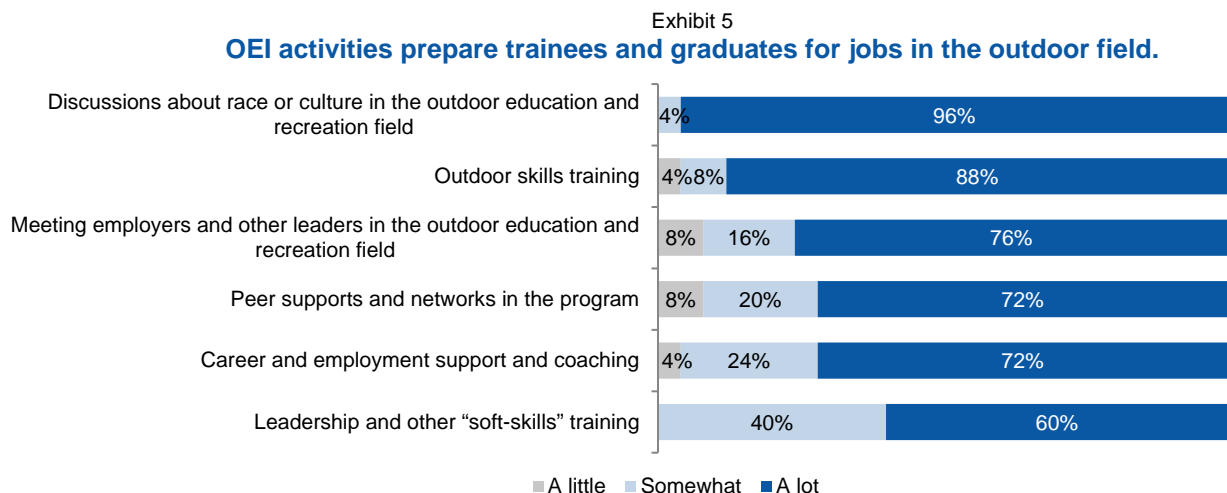 Exhibit 5
OEI activities prepare trainees and graduates for jobs in the outdoor field.
Discussions about race or culture in the outdoor education and
recreation field
4%
96%
Outdoor skills training
4%
8%
88%
Meeting employers and other leaders in the outdoor education and
recreation field
8%
16%
76%
Peer supports and networks in the program
8%
20%
72%
Career and employment support and coaching
4%
24%
72%
Leadership and other “soft-skills” training
40%
60%
A little
Somewhat
A lot